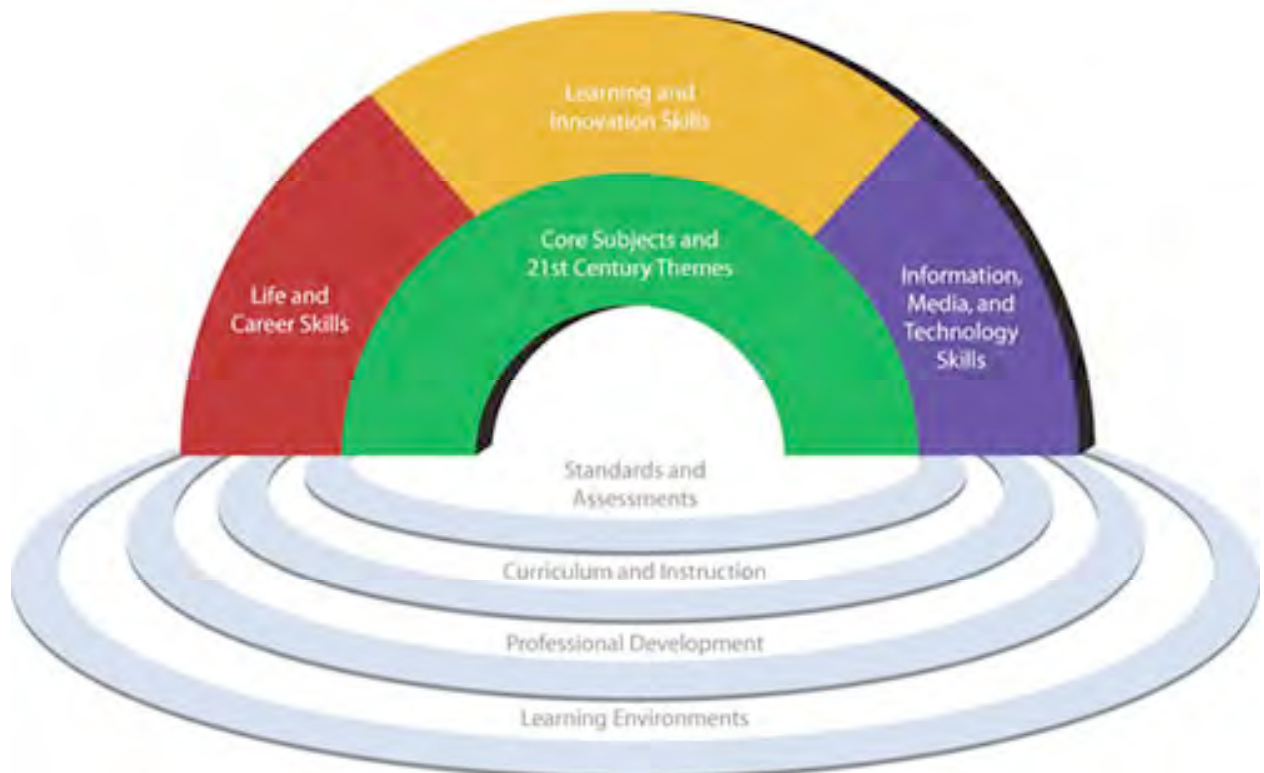 Learning and
Innovation Skills
Core Subjects and
21st Century Themes
Life and
Career Skills
Information,
Media, and
Technology
Skills
Standards and
Assessments
Curriculum and Instruction
Professional Development
Learning Environments